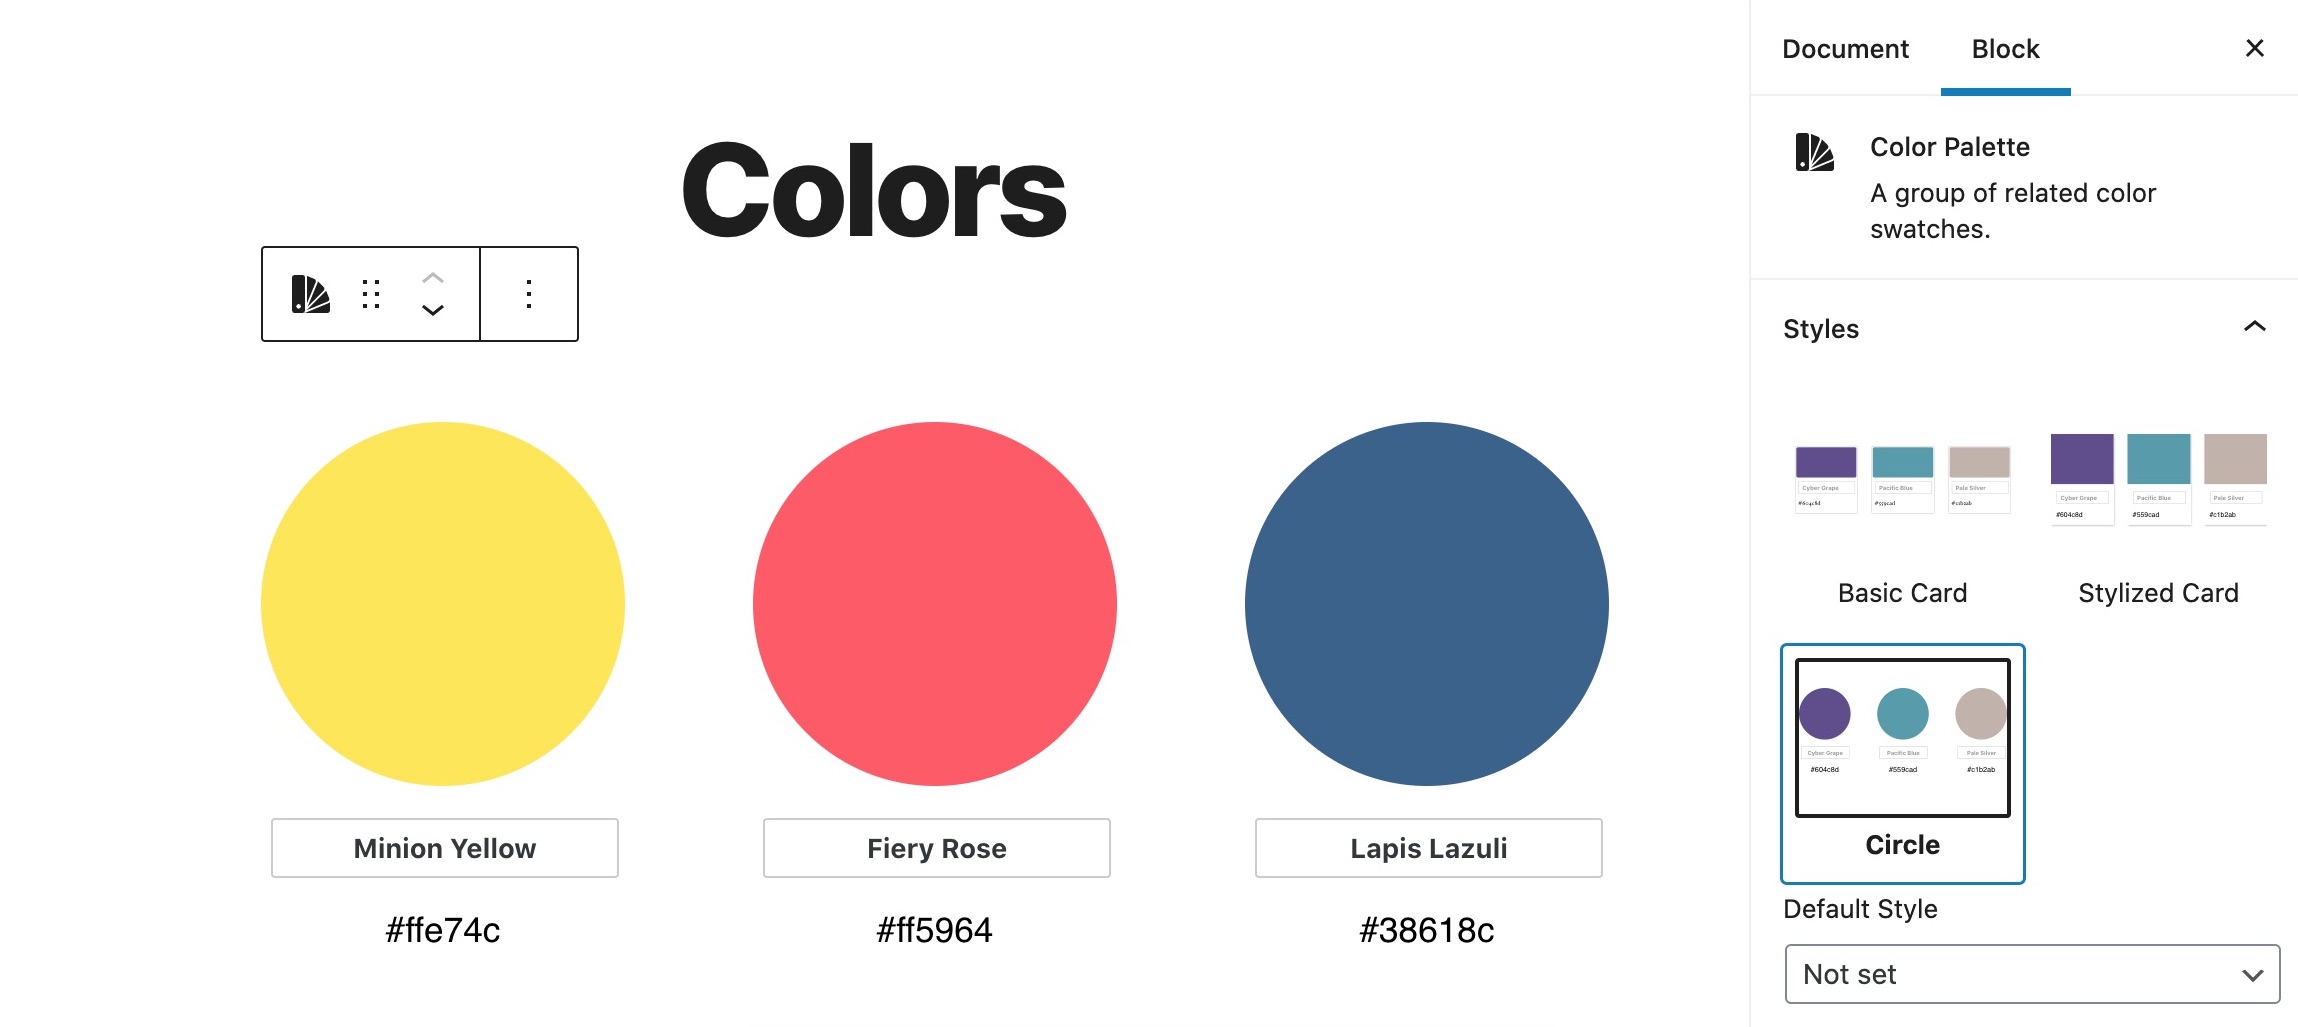 Document Block
Colors
Color Palette
A group of related color
swatches.
Styles
Cyber Grape Pacific Blue Pale Silver
#604c8d #559cad #c1b2ab
Cyber Grape Pacific Blue Pale Silver
#604c8d #559cad #c1b2ab
Basic Card Stylized Card
Cyber Grape Pacific Blue Pale Silver
#604c8d #559cad #c1b2ab
Circle
Minion Yellow Fiery Rose Lapis Lazuli
#ffe74c #ff5964 #38618c
Default Style
Not set